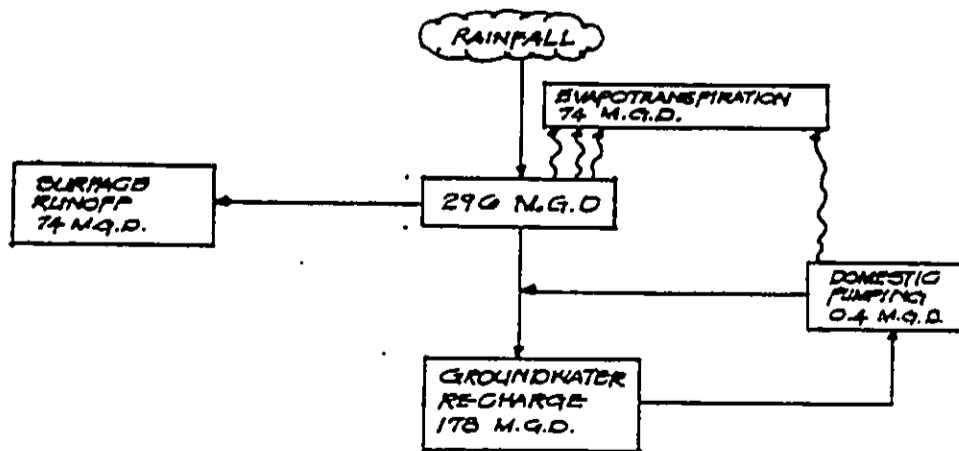 RAINFALL
EVAPOTRANSPIRATION
74 M.G.D.
SURFACE
RUNOFF
74 M.G.D.
296 M.G.D
DOMESTIC
PUMPING
0.4 M.G.D.
GROUNDWATER
RE-CHARGE
178 M.G.D.